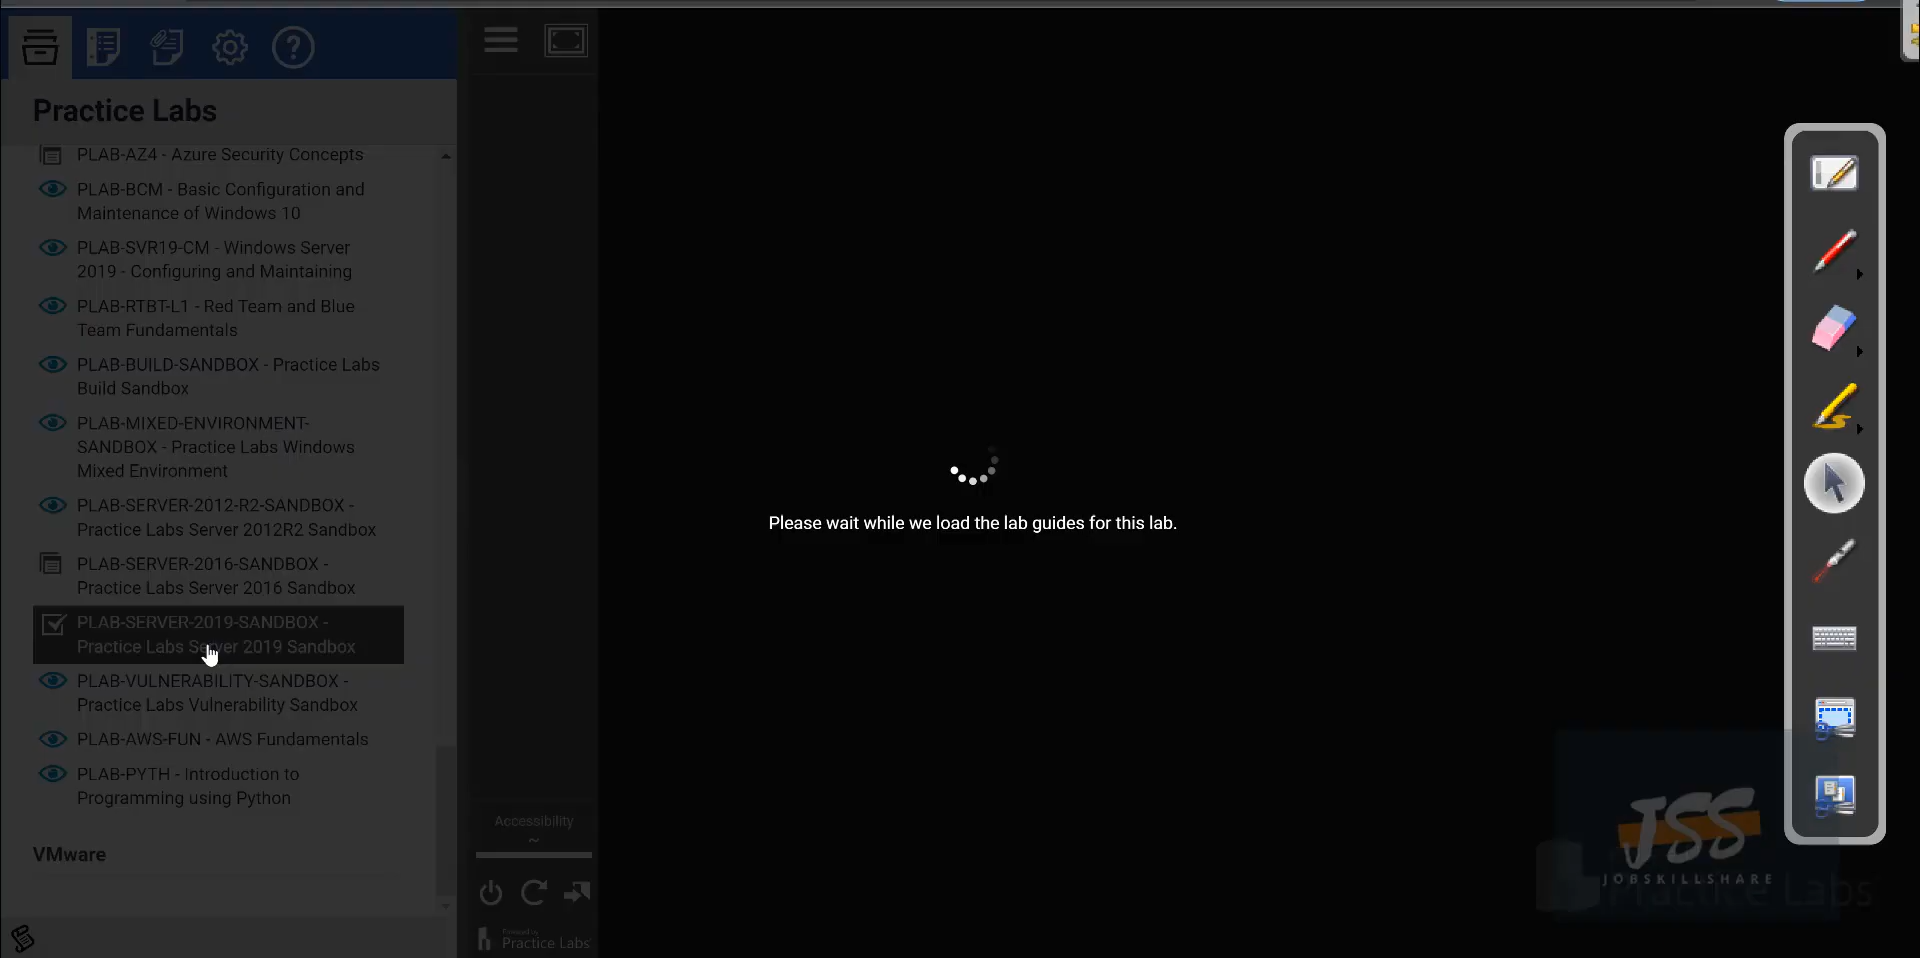 Practice Labs
PLAB-AZ4 - Azure Security Concepts
PLAB-BCM - Basic Configuration and
Maintenance of Windows 10
PLAB-SVR19-CM - Windows Server
2019 - Configuring and Maintaining
PLAB-RTBT-L1 - Red Team and Blue
Team Fundamentals
PLAB-BUILD-SANDBOX - Practice Labs
Build Sandbox
PLAB-MIXED-ENVIRONMENT-
SANDBOX - Practice Labs Windows
Mixed Environment
PLAB-SERVER-2012-R2-SANDBOX -
Practice Labs Server 2012R2 Sandbox
PLAB-SERVER-2016-SANDBOX -
Practice Labs Server 2016 Sandbox
PLAB-SERVER-2019-SANDBOX -
Practice Labs Server 2019 Sandbox
PLAB-VULNERABILITY-SANDBOX -
Practice Labs Vulnerability Sandbox
PLAB-AWS-FUN - AWS Fundamentals
PLAB-PYTH - Introduction to
Programming using Python
VMware
Accessibility
Powered by
Practice Labs
Please wait while we load the lab guides for this lab.
JSS
JOBSKILLSHARE
Practice Labs